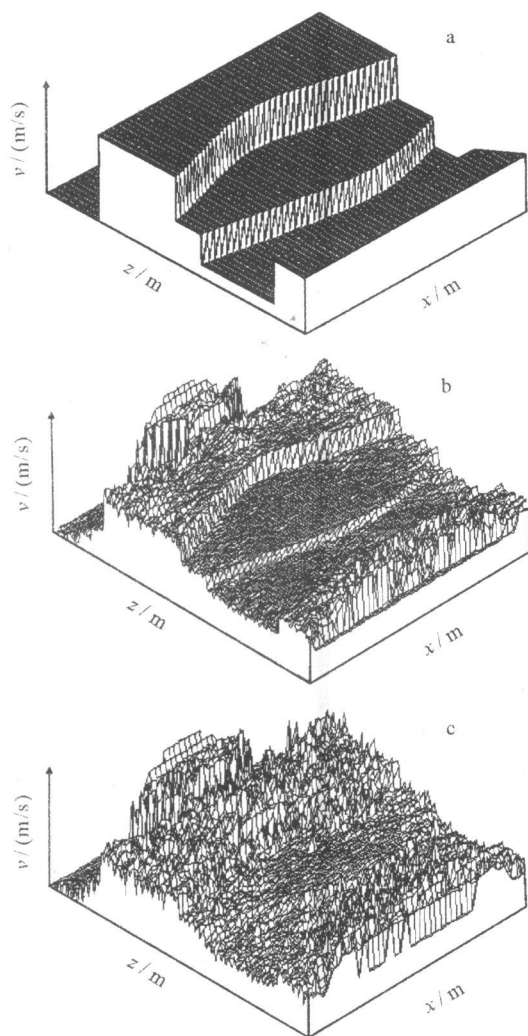 a
v / (m/s)
z / m
x / m
b
v / (m/s)
z / m
x / m
c
v / (m/s)
z / m
x / m